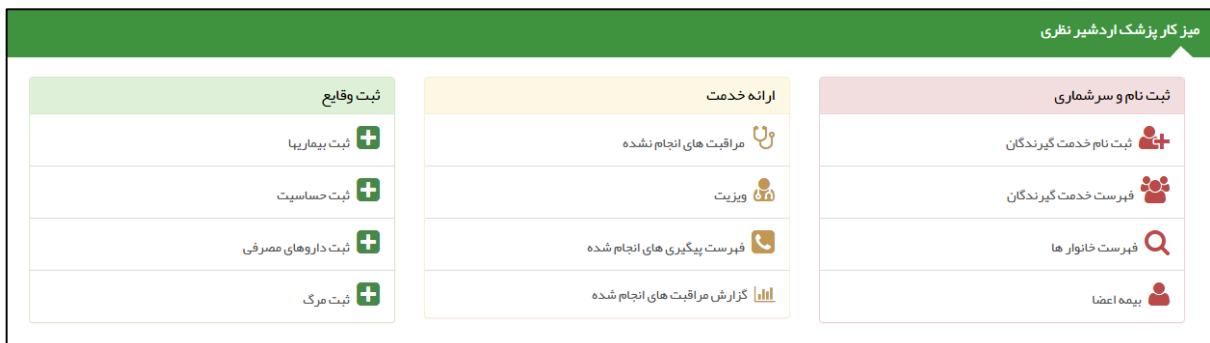 میز کار پزشک اردشیر نظری
ثبت نام و سرشماری
ثبت نام خدمت گیرندگان
فهرست خدمت گیرندگان
فهرست خانوار ها
بیمه اعضا
ارائه خدمت
مراقبت های انجام نشده
ویزیت
فهرست پیگیری های انجام شده
گزارش مراقبت های انجام شده
ثبت وقایع
ثبت بیماریها
ثبت حساسیت
ثبت داروهای مصرفی
ثبت مرگ